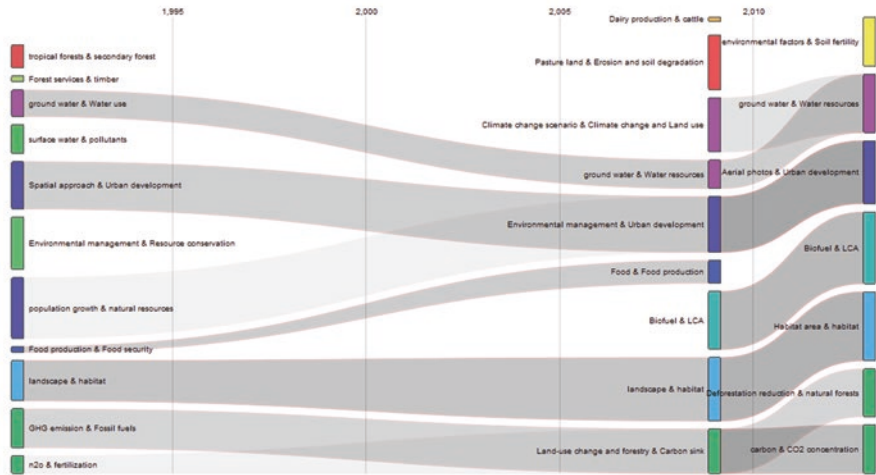 1,995 2,000 2,005 2,010
Dairy production & cattle
tropical forests & secondary forest
Pasture land & Erosion and soil degradation
environmental factors & Soil fertility
Forest services & timber
ground water & Water use
ground water & Water resources
Climate change scenario & Climate change and Land use
surface water & pollutants
ground water & Water resources
Aerial photos & Urban development
Spatial approach & Urban development
Environmental management & Urban development
Environmental management & Resource conservation
Biofuel & LCA
Food & Food production
population growth & natural resources
Biofuel & LCA
Habitat area & habitat
Food production & Food security
landscape & habitat
landscape & habitat
Deforestation reduction & natural forests
GHG emission & Fossil fuels
Land-use change and forestry & Carbon sink
carbon & CO2 concentration
n2o & fertilization